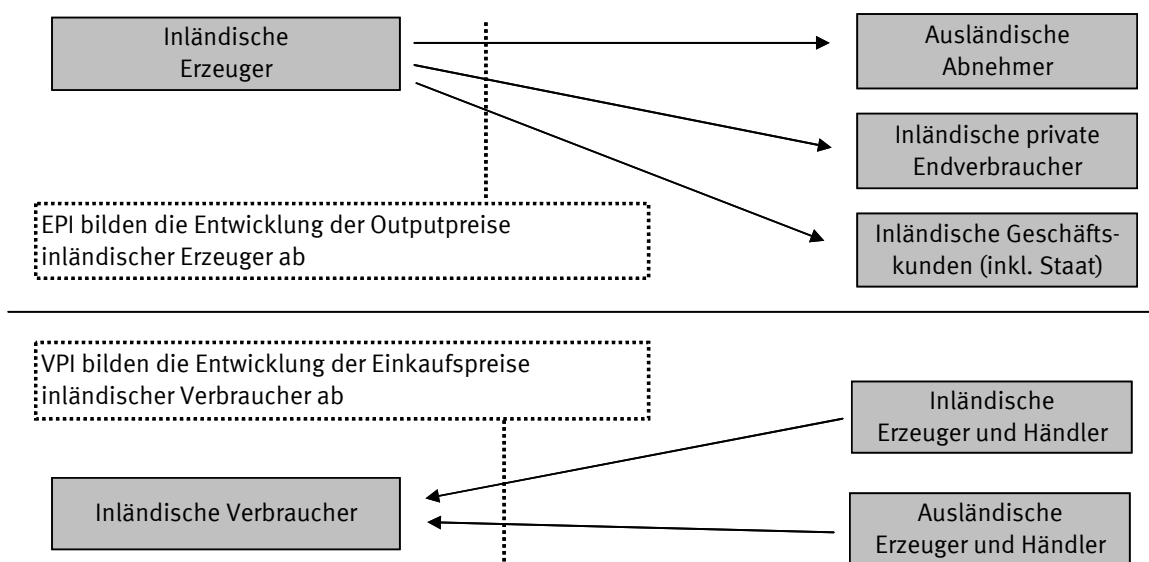 Inländische
Erzeuger
Ausländische
Abnehmer
Inländische private
Endverbraucher
EPI bilden die Entwicklung der Outputpreise
inländischer Erzeuger ab
Inländische Geschäfts-
kunden (inkl. Staat)
VPI bilden die Entwicklung der Einkaufspreise
inländischer Verbraucher ab
Inländische
Erzeuger und Händler
Inländische Verbraucher
Ausländische
Erzeuger und Händler